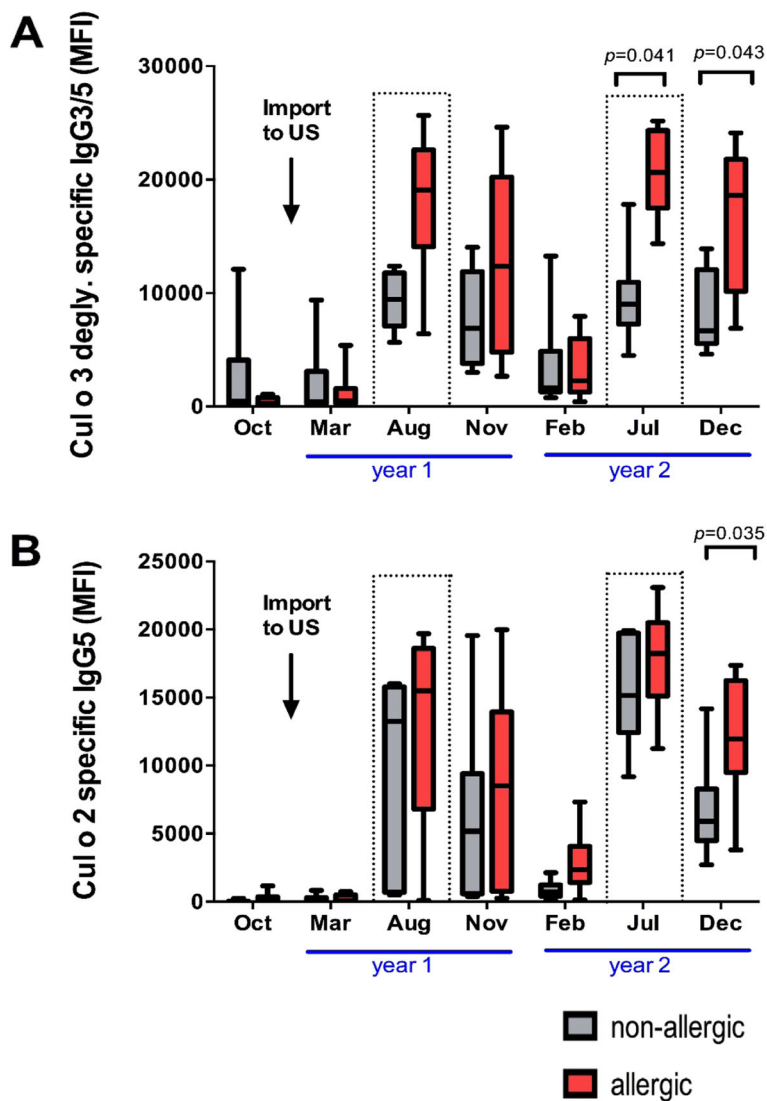 A
Cul o 3 degly. specific IgG3/5 (MFI)
30000
20000
10000
0
Import
to US
p=0.041
p=0.043
Oct Mar Aug Nov Feb Jul Dec
year 1 year 2
B
Cul o 2 specific IgG5 (MFI)
25000
20000
15000
10000
5000
0
Import
to US
p=0.035
Oct Mar Aug Nov Feb Jul Dec
year 1 year 2
non-allergic
allergic